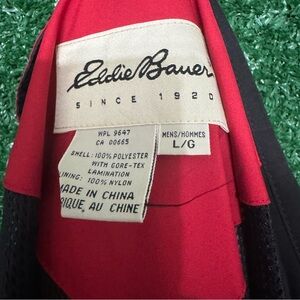 Eddie Bauer
SINCE 1920
WPL 9647
CA 00665
MENS/HOMMES
L/G
SHELL: 100% POLYESTER
WITH GORE-TEX
LAMINATION
LINING: 100% NYLON
MADE IN CHINA
RIQUE AU CHINE